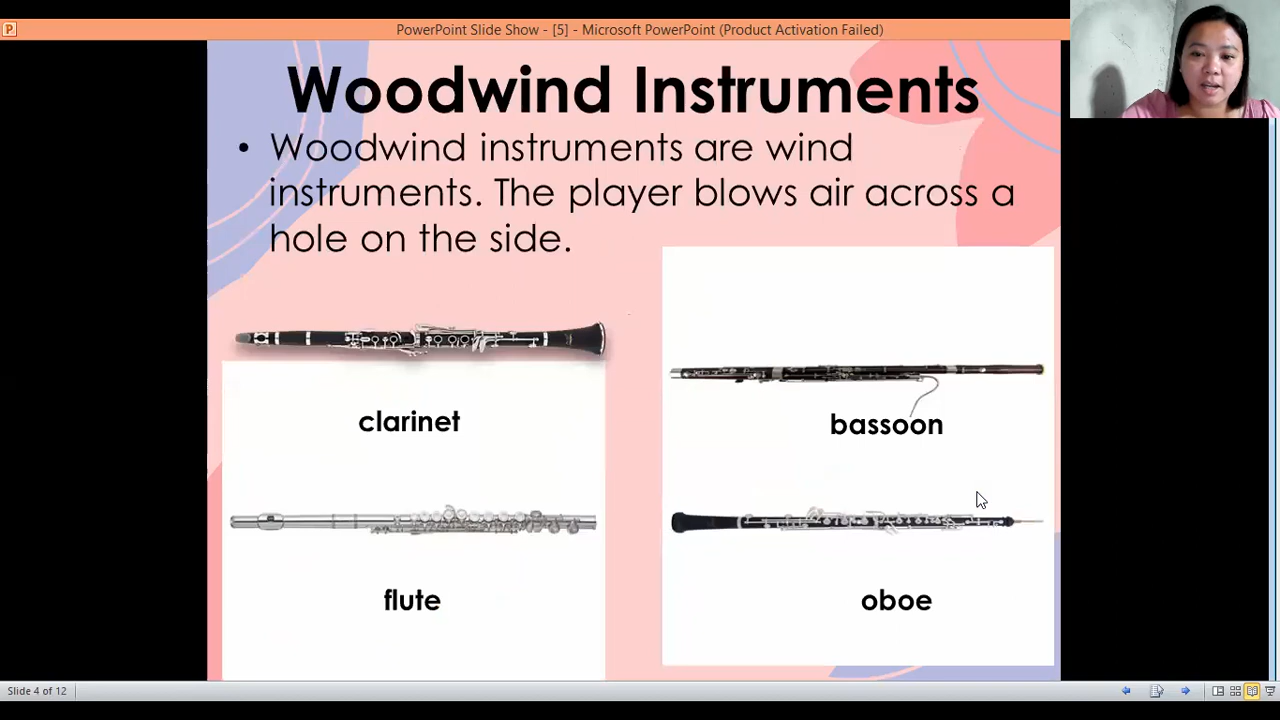 PowerPoint Slide Show - [5] - Microsoft PowerPoint (Product Activation Failed)
Woodwind Instruments
• Woodwind instruments are wind
instruments. The player blows air across a
hole on the side.
clarinet
bassoon
flute
oboe
Slide 4 of 12